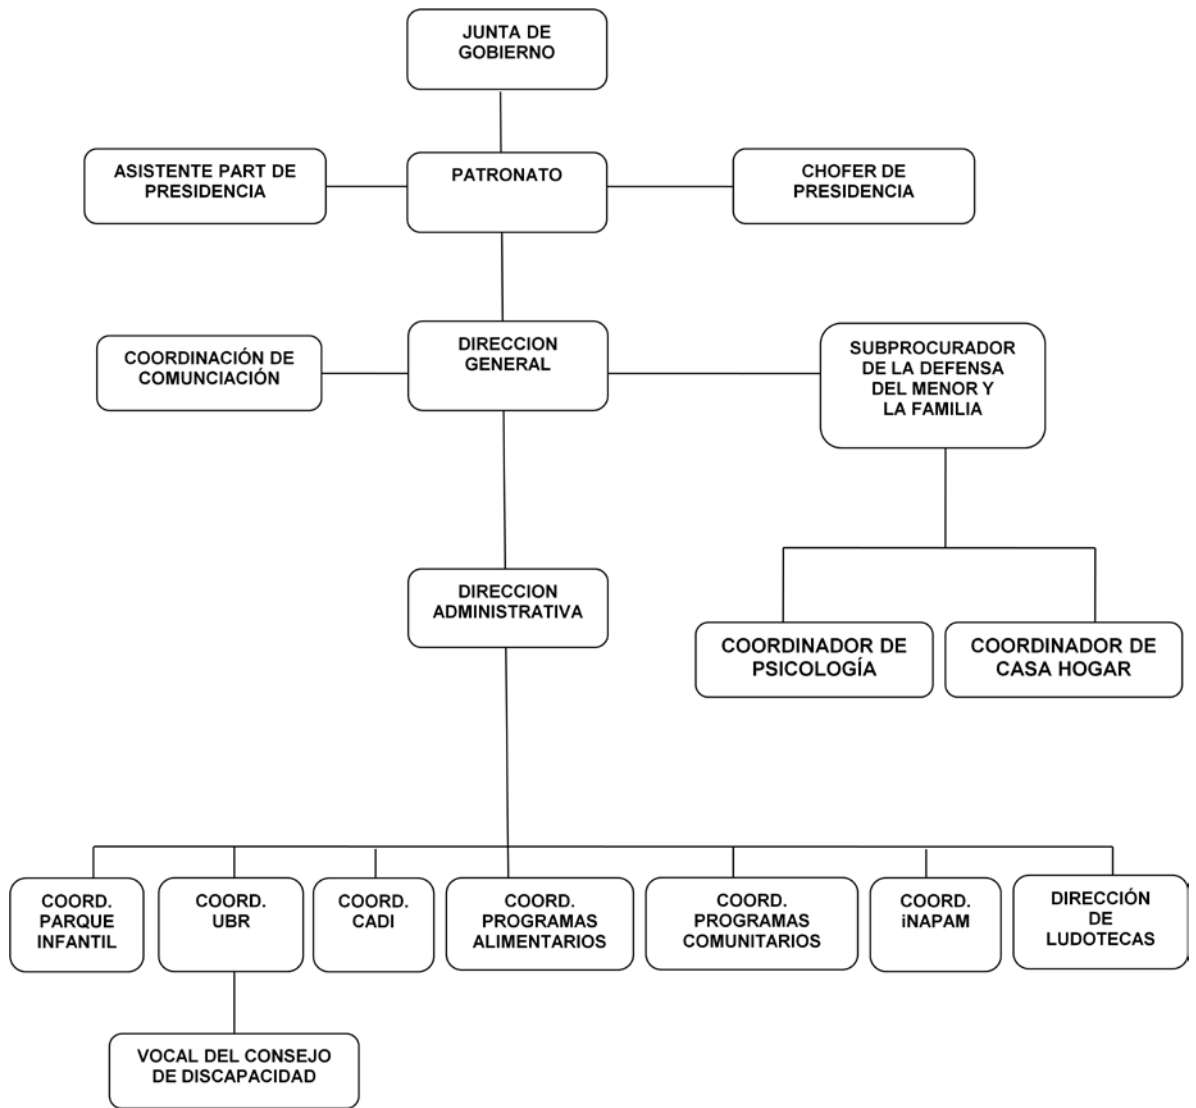 JUNTA DE
GOBIERNO
ASISTENTE PART DE
PRESIDENCIA
PATRONATO
CHOFER DE
PRESIDENCIA
COORDINACIÓN DE
COMUNCIACIÓN
DIRECCION
GENERAL
SUBPROCURADOR
DE LA DEFENSA
DEL MENOR Y
LA FAMILIA
DIRECCION
ADMINISTRATIVA
COORDINADOR DE
PSICOLOGÍA
COORDINADOR DE
CASA HOGAR
COORD.
PARQUE
INFANTIL
COORD.
UBR
COORD.
CADI
COORD.
PROGRAMAS
ALIMENTARIOS
COORD.
PROGRAMAS
COMUNITARIOS
COORD.
iNAPAM
DIRECCIÓN
DE
LUDOTECAS
VOCAL DEL CONSEJO
DE DISCAPACIDAD